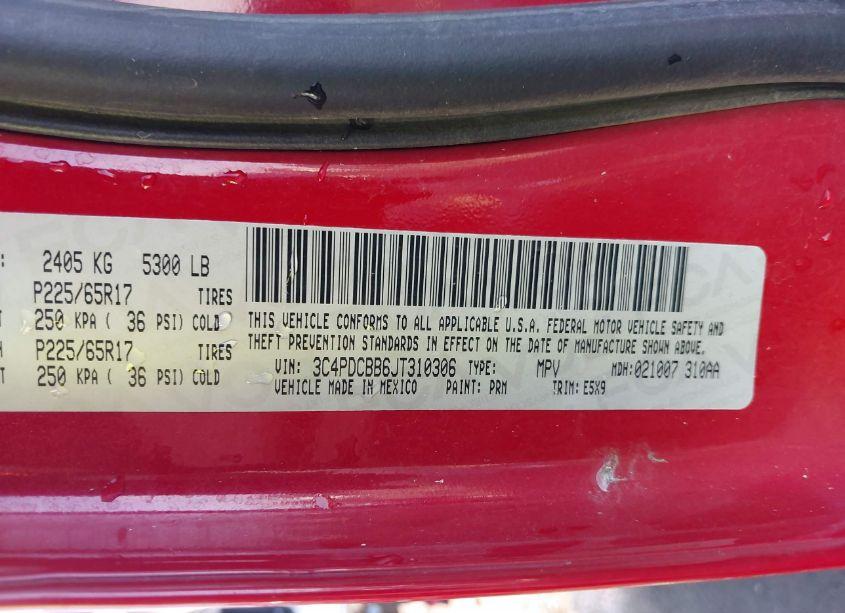 : 2405 KG 5300 LB
P225/65R17 TIRES
250 KPA ( 36 PSI) COLD
P225/65R17 TIRES
250 KPA ( 36 PSI) COLD
THIS VEHICLE CONFORMS TO ALL APPLICABLE U.S.A. FEDERAL MOTOR VEHICLE SAFETY AND
THEFT PREVENTION STANDARDS IN EFFECT ON THE DATE OF MANUFACTURE SHOWN ABOVE.
VIN: 3C4PDCBB6JT310306 TYPE: MPV MDH:021007 310AA
VEHICLE MADE IN MEXICO PAINT: PRM TRIM: E5X9